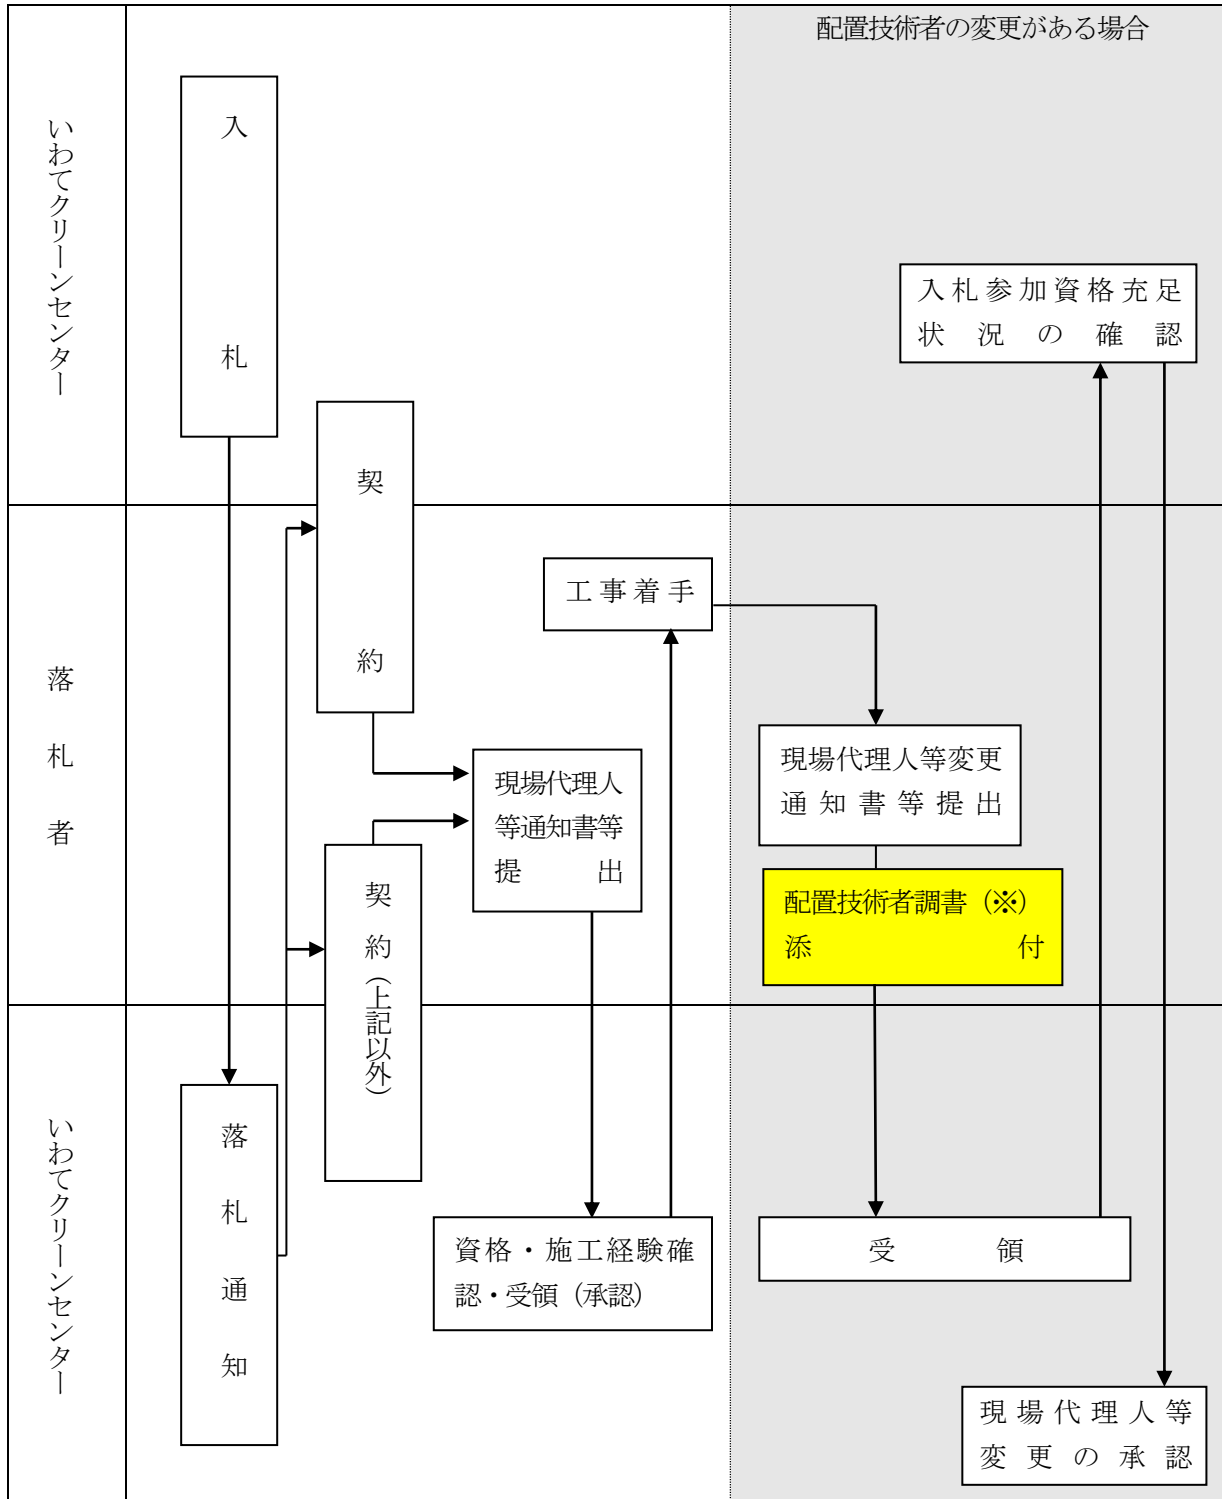 配置技術者の変更がある場合
いわてクリーンセンター
入札
入札参加資格充足
状況の確認
契約
落札者
工事着手
現場代理人
等通知書等
提出
現場代理人等変更
通知書等提出
契約（上記以外）
配置技術者調書（※）
添付
いわてクリーンセンター
落札通知
資格・施工経験確
認・受領（承認）
受領
現場代理人等
変更の承認